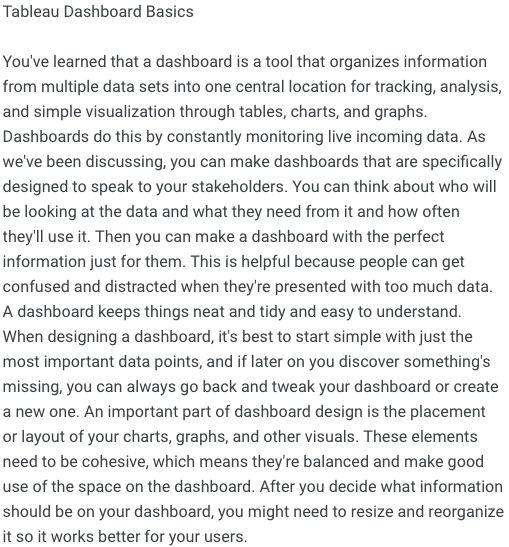 Tableau Dashboard Basics
You've learned that a dashboard is a tool that organizes information
from multiple data sets into one central location for tracking, analysis,
and simple visualization through tables, charts, and graphs.
Dashboards do this by constantly monitoring live incoming data. As
we've been discussing, you can make dashboards that are specifically
designed to speak to your stakeholders. You can think about who will
be looking at the data and what they need from it and how often
they'll use it. Then you can make a dashboard with the perfect
information just for them. This is helpful because people can get
confused and distracted when they're presented with too much data.
A dashboard keeps things neat and tidy and easy to understand.
When designing a dashboard, it's best to start simple with just the
most important data points, and if later on you discover something's
missing, you can always go back and tweak your dashboard or create
a new one. An important part of dashboard design is the placement
or layout of your charts, graphs, and other visuals. These elements
need to be cohesive, which means they're balanced and make good
use of the space on the dashboard. After you decide what information
should be on your dashboard, you might need to resize and reorganize
it so it works better for your users.